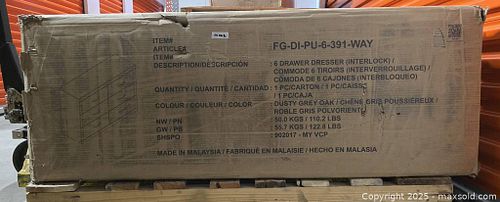 ITEM# FG-DI-PU-6-391-WAY
ARTICLE#
ITEM#
DESCRIPTION/DESCRIPCIÓN : 6 DRAWER DRESSER (INTERLOCK) /
COMMODE 6 TIROIRS (INTERVERROUILLAGE) /
CÓMODA DE 6 CAJONES (INTERBLOQUEO)
QUANTITY / QUANTITÉ / CANTIDAD : 1 PC/CARTON / 1 PC/CAISSE
/ 1 PC/CAJA
COLOUR / COULEUR / COLOR : DUSTY GREY OAK / CHÊNE GRIS POUSSIÉREUX /
ROBLE GRIS POLVORIENTO
NW / PN : 50.0 KGS / 110.2 LBS
GW / PB : 55.7 KGS / 122.8 LBS
SHSPO : 902017 - MY VCP
MADE IN MALAYSIA / FABRIQUÉ EN MALAISIE / HECHO EN MALASIA
Copyright 2025 - maxsold.com